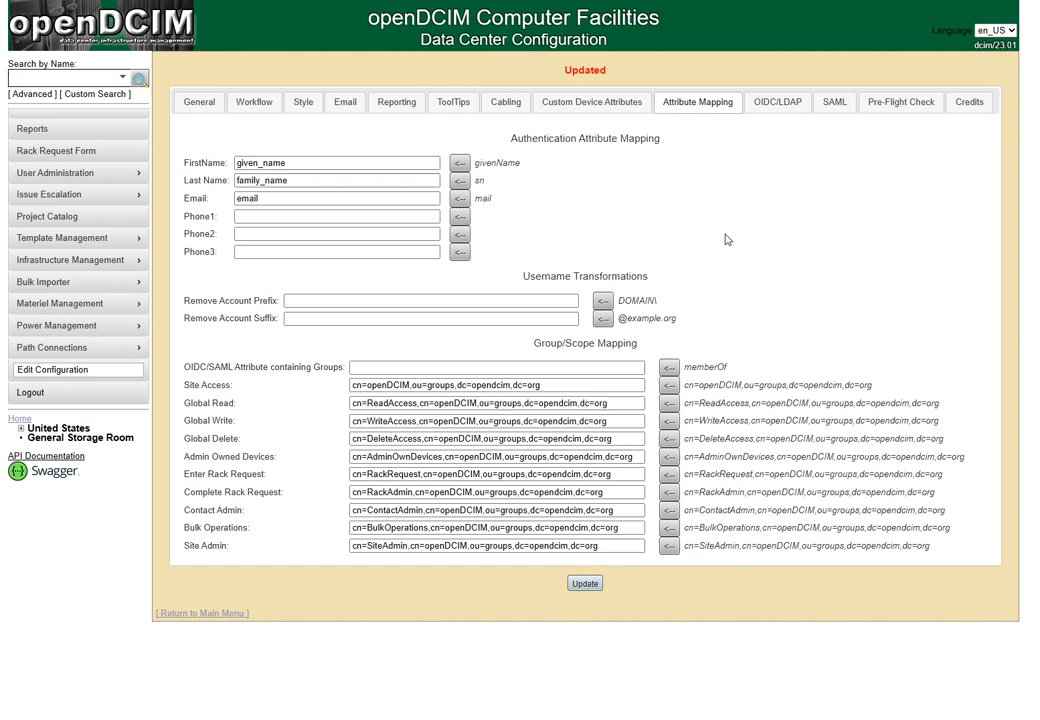 openDCIM
data center infrastructure management
openDCIM Computer Facilities
Data Center Configuration
Language en_US
dcim/23.01
Search by Name:
[ Advanced ] [ Custom Search ]
Reports
Rack Request Form
User Administration ›
Issue Escalation ›
Project Catalog
Template Management ›
Infrastructure Management ›
Bulk Importer ›
Materiel Management ›
Power Management ›
Path Connections ›
Edit Configuration
Logout
Home
United States
General Storage Room
API Documentation
{··} Swagger.
Updated
General Workflow Style Email Reporting ToolTips Cabling Custom Device Attributes Attribute Mapping OIDC/LDAP SAML Pre-Flight Check Credits
Authentication Attribute Mapping
FirstName: given_name <-- givenName
Last Name: family_name <-- sn
Email: email <-- mail
Phone1: <--
Phone2: <--
Phone3: <--
Username Transformations
Remove Account Prefix: <-- DOMAIN\
Remove Account Suffix: <-- @example.org
Group/Scope Mapping
OIDC/SAML Attribute containing Groups: <-- memberOf
Site Access: cn=openDCIM,ou=groups,dc=opendcim,dc=org <-- cn=openDCIM,ou=groups,dc=opendcim,dc=org
Global Read: cn=ReadAccess,cn=openDCIM,ou=groups,dc=opendcim,dc=org <-- cn=ReadAccess,cn=openDCIM,ou=groups,dc=opendcim,dc=org
Global Write: cn=WriteAccess,cn=openDCIM,ou=groups,dc=opendcim,dc=org <-- cn=WriteAccess,cn=openDCIM,ou=groups,dc=opendcim,dc=org
Global Delete: cn=DeleteAccess,cn=openDCIM,ou=groups,dc=opendcim,dc=org <-- cn=DeleteAccess,cn=openDCIM,ou=groups,dc=opendcim,dc=org
Admin Owned Devices: cn=AdminOwnDevices,cn=openDCIM,ou=groups,dc=opendcim,dc=org <-- cn=AdminOwnDevices,cn=openDCIM,ou=groups,dc=opendcim,dc=org
Enter Rack Request: cn=RackRequest,cn=openDCIM,ou=groups,dc=opendcim,dc=org <-- cn=RackRequest,cn=openDCIM,ou=groups,dc=opendcim,dc=org
Complete Rack Request: cn=RackAdmin,cn=openDCIM,ou=groups,dc=opendcim,dc=org <-- cn=RackAdmin,cn=openDCIM,ou=groups,dc=opendcim,dc=org
Contact Admin: cn=ContactAdmin,cn=openDCIM,ou=groups,dc=opendcim,dc=org <-- cn=ContactAdmin,cn=openDCIM,ou=groups,dc=opendcim,dc=org
Bulk Operations: cn=BulkOperations,cn=openDCIM,ou=groups,dc=opendcim,dc=org <-- cn=BulkOperations,cn=openDCIM,ou=groups,dc=opendcim,dc=org
Site Admin: cn=SiteAdmin,cn=openDCIM,ou=groups,dc=opendcim,dc=org <-- cn=SiteAdmin,cn=openDCIM,ou=groups,dc=opendcim,dc=org
Update
[ Return to Main Menu ]